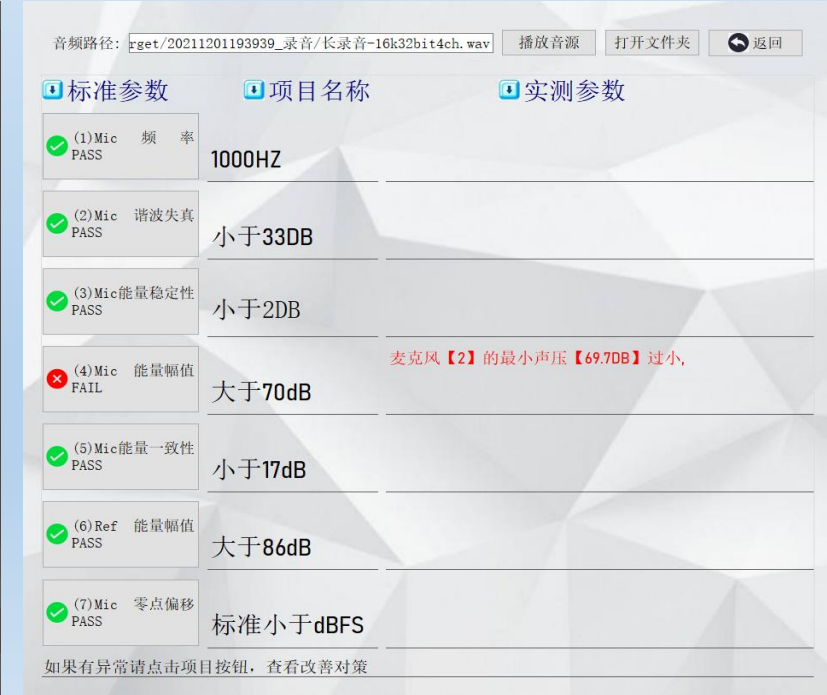 音频路径: rget/20211201193939_录音/长录音-16k32bit4ch.wav 播放音源 打开文件夹 返回
标准参数 项目名称 实测参数
(1)Mic 频 率
PASS
1000HZ
(2)Mic 谐波失真
PASS
小于33DB
(3)Mic能量稳定性
PASS
小于2DB
(4)Mic 能量幅值
FAIL
大于70dB
麦克风【2】的最小声压【69.7DB】过小,
(5)Mic能量一致性
PASS
小于17dB
(6)Ref 能量幅值
PASS
大于86dB
(7)Mic 零点偏移
PASS
标准小于dBFS
如果有异常请点击项目按钮，查看改善对策